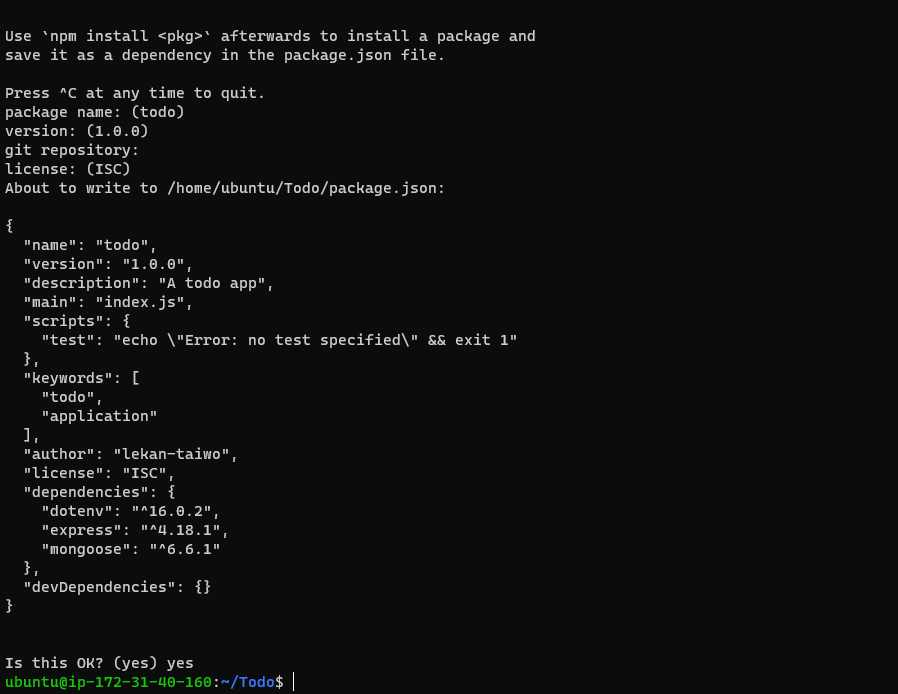 Use `npm install <pkg>` afterwards to install a package and
save it as a dependency in the package.json file.

Press ^C at any time to quit.
package name: (todo)
version: (1.0.0)
git repository:
license: (ISC)
About to write to /home/ubuntu/Todo/package.json:

{
  "name": "todo",
  "version": "1.0.0",
  "description": "A todo app",
  "main": "index.js",
  "scripts": {
    "test": "echo \"Error: no test specified\" && exit 1"
  },
  "keywords": [
    "todo",
    "application"
  ],
  "author": "lekan-taiwo",
  "license": "ISC",
  "dependencies": {
    "dotenv": "^16.0.2",
    "express": "^4.18.1",
    "mongoose": "^6.6.1"
  },
  "devDependencies": {}
}

Is this OK? (yes) yes
ubuntu@ip-172-31-40-160:~/Todo$